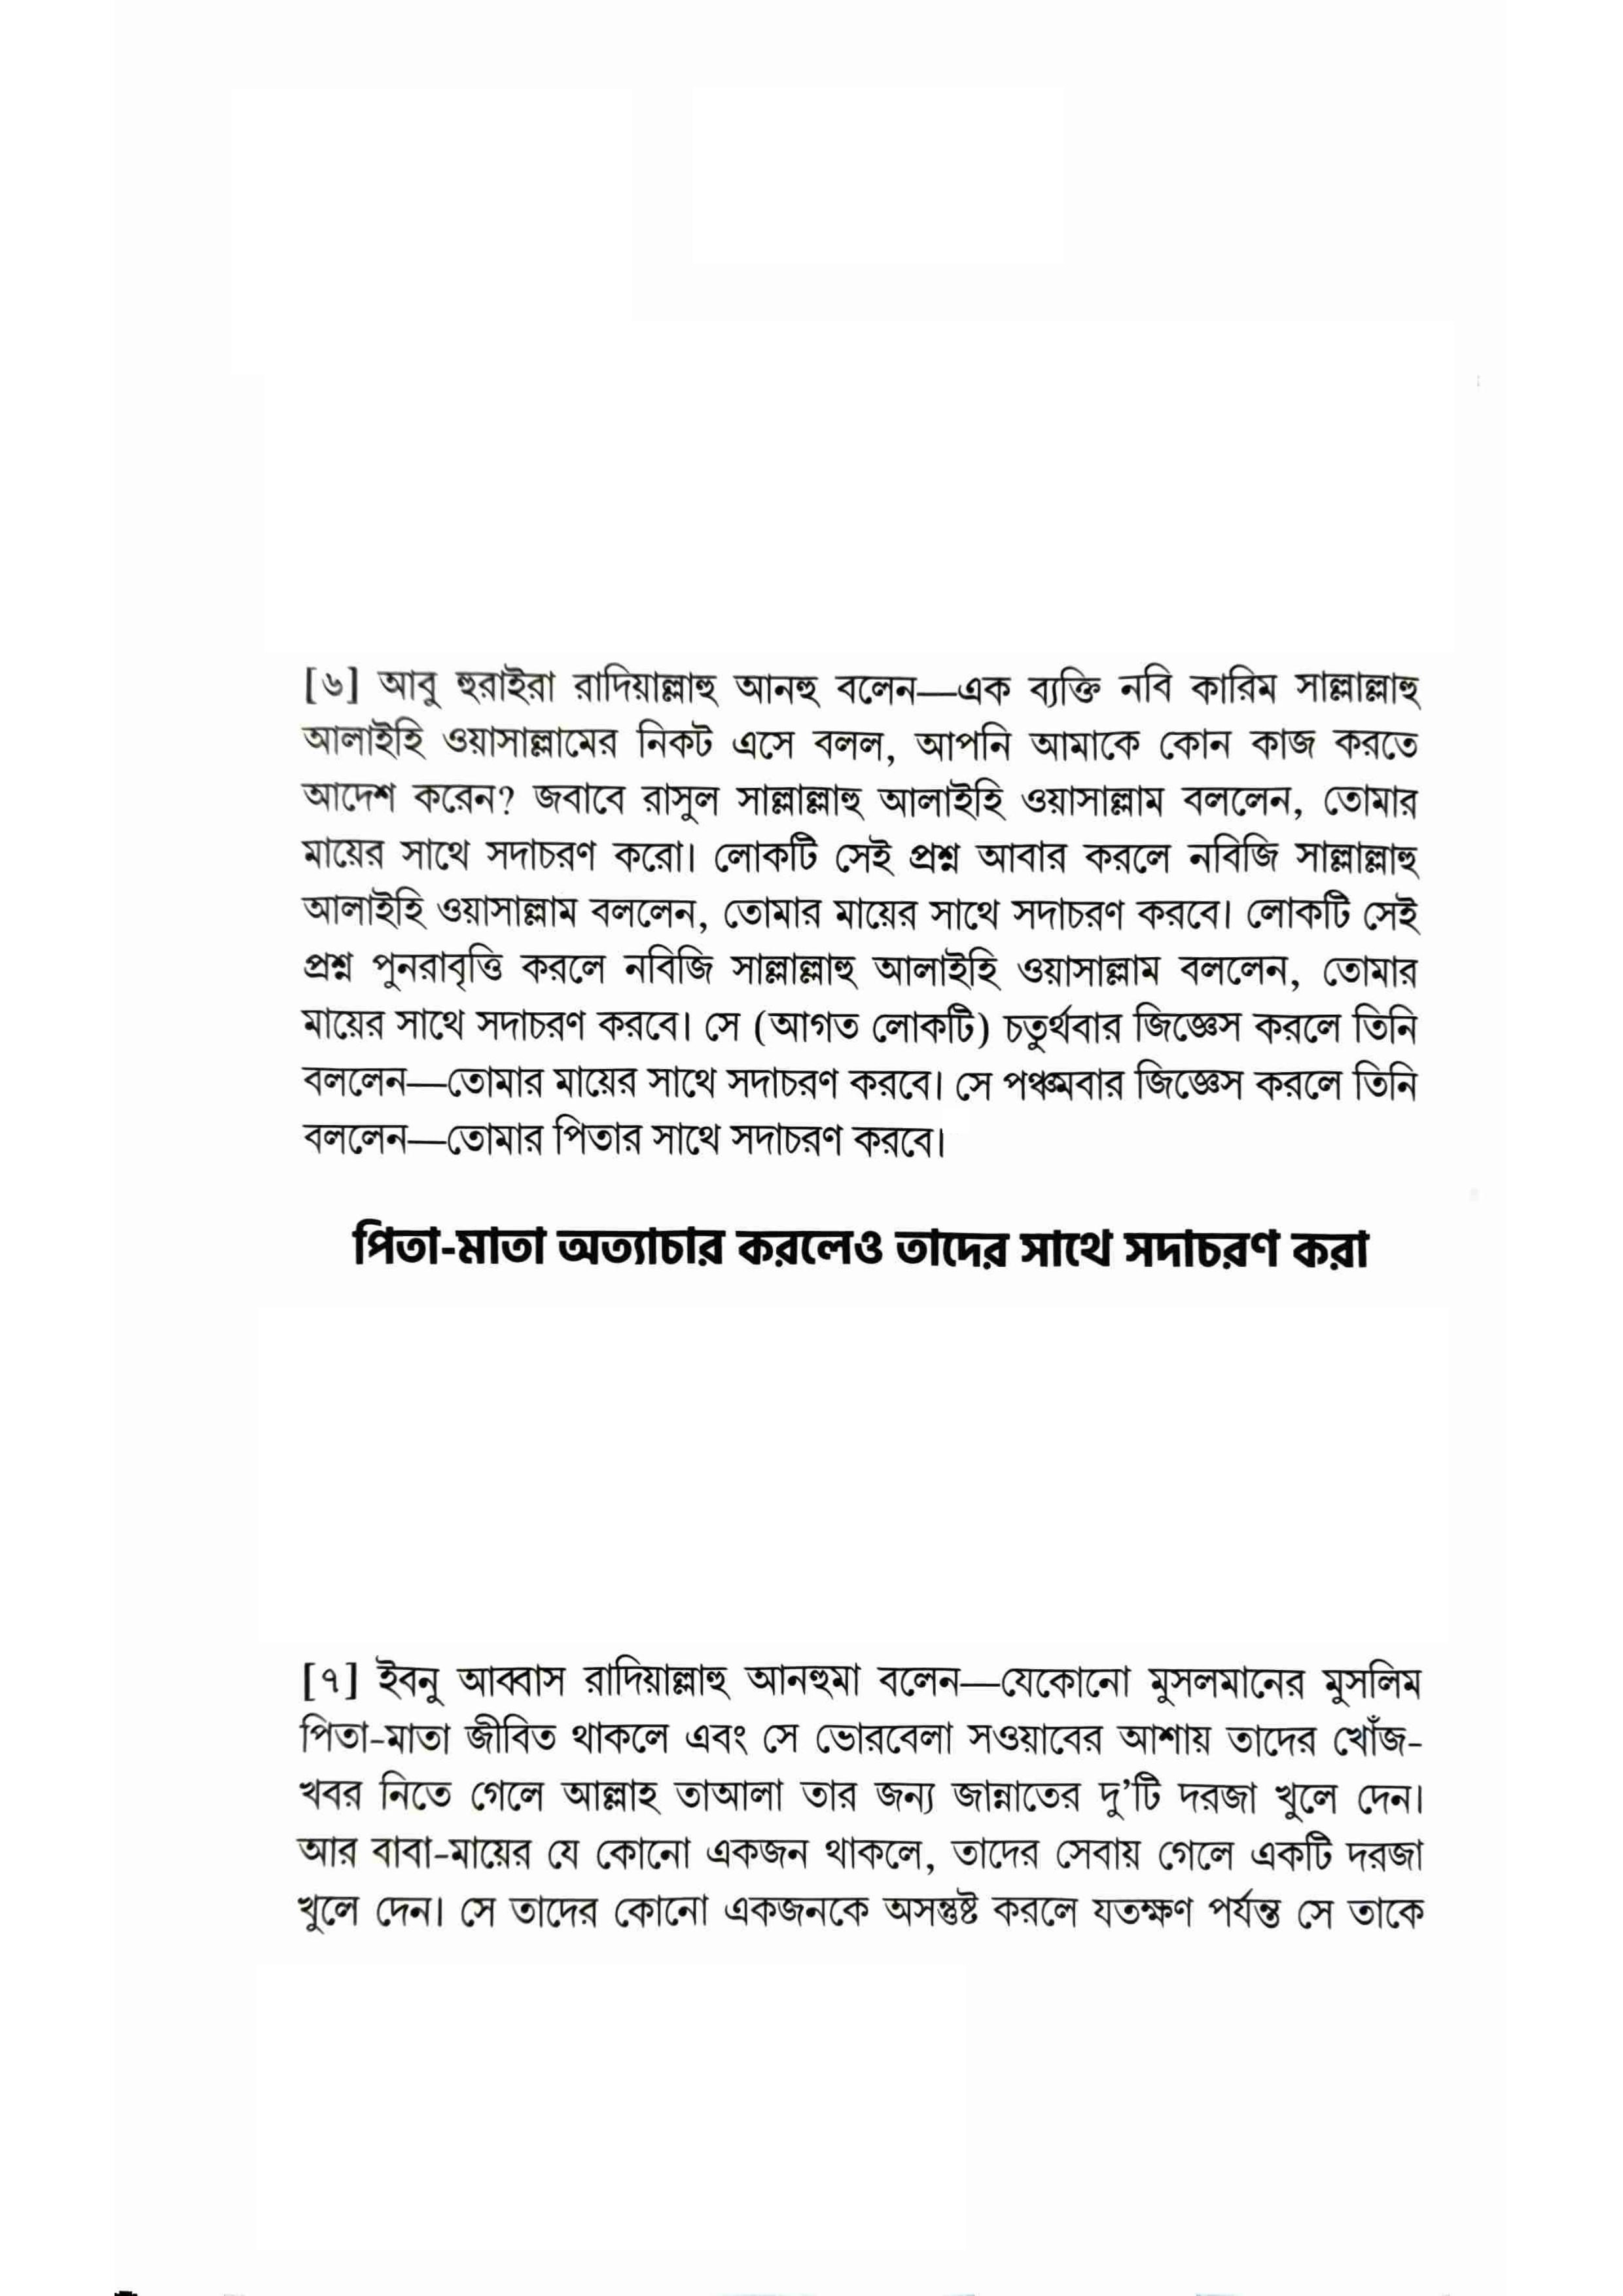 [৬] আবু হুরাইরা রাদিয়াল্লাহু আনহু বলেন—এক ব্যক্তি নবি কারিম সাল্লাল্লাহু
আলাইহি ওয়াসাল্লামের নিকট এসে বলল, আপনি আমাকে কোন কাজ করতে
আদেশ করেন? জবাবে রাসুল সাল্লাল্লাহু আলাইহি ওয়াসাল্লাম বললেন, তোমার
মায়ের সাথে সদাচরণ করো। লোকটি সেই প্রশ্ন আবার করলে নবিজি সাল্লাল্লাহু
আলাইহি ওয়াসাল্লাম বললেন, তোমার মায়ের সাথে সদাচরণ করবে। লোকটি সেই
প্রশ্ন পুনরাবৃত্তি করলে নবিজি সাল্লাল্লাহু আলাইহি ওয়াসাল্লাম বললেন, তোমার
মায়ের সাথে সদাচরণ করবে। সে (আগত লোকটি) চতুর্থবার জিজ্ঞেস করলে তিনি
বললেন—তোমার মায়ের সাথে সদাচরণ করবে। সে পঞ্চমবার জিজ্ঞেস করলে তিনি
বললেন—তোমার পিতার সাথে সদাচরণ করবে।
পিতা-মাতা অত্যাচার করলেও তাদের সাথে সদাচরণ করা
[৭] ইবনু আব্বাস রাদিয়াল্লাহু আনহুমা বলেন—যেকোনো মুসলমানের মুসলিম
পিতা-মাতা জীবিত থাকলে এবং সে ভোরবেলা সওয়াবের আশায় তাদের খোঁজ-
খবর নিতে গেলে আল্লাহ তাআলা তার জন্য জান্নাতের দু’টি দরজা খুলে দেন।
আর বাবা-মায়ের যে কোনো একজন থাকলে, তাদের সেবায় গেলে একটি দরজা
খুলে দেন। সে তাদের কোনো একজনকে অসন্তুষ্ট করলে যতক্ষণ পর্যন্ত সে তাকে